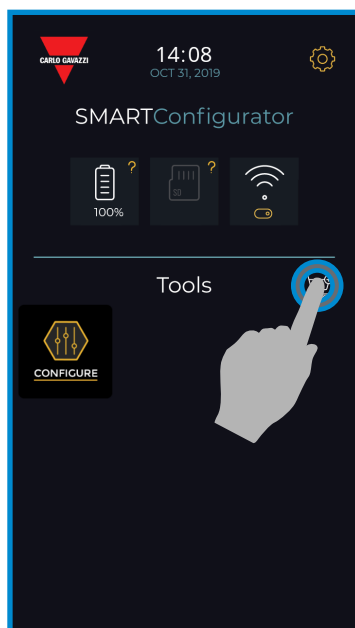 CARLO GAVAZZI
14:08
OCT 31, 2019
SMARTConfigurator
?
?
SD
100%
Tools
CONFIGURE